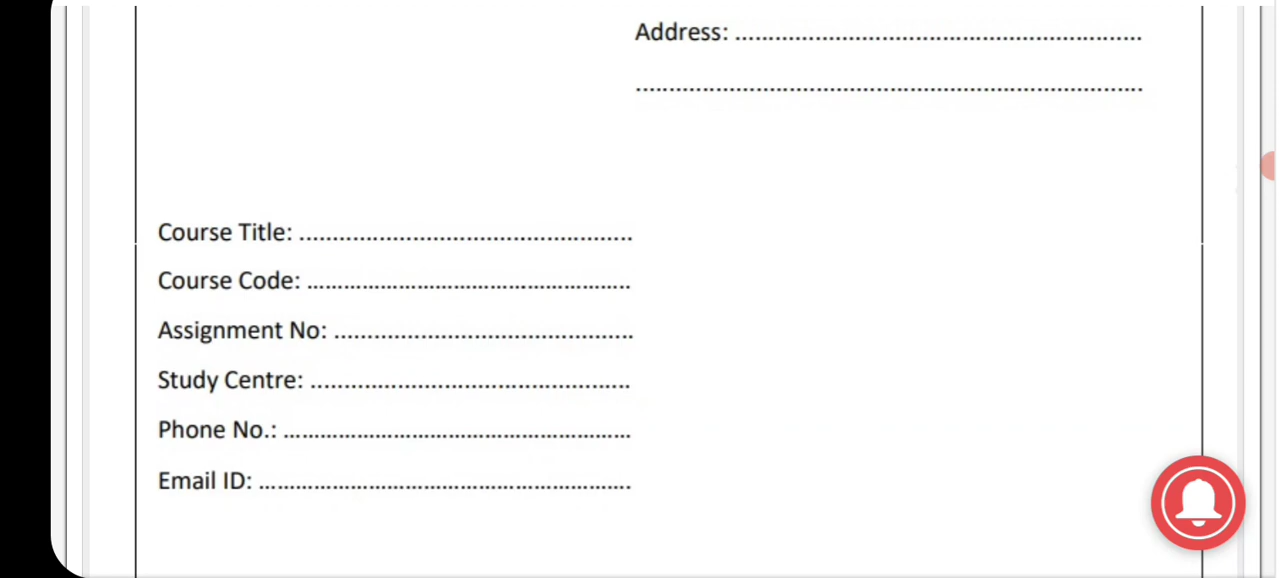 Address: .............................................................
............................................................................
Course Title: ..................................................
Course Code: .....................................................
Assignment No: .............................................
Study Centre: ................................................
Phone No.: .........................................................
Email ID: .............................................................